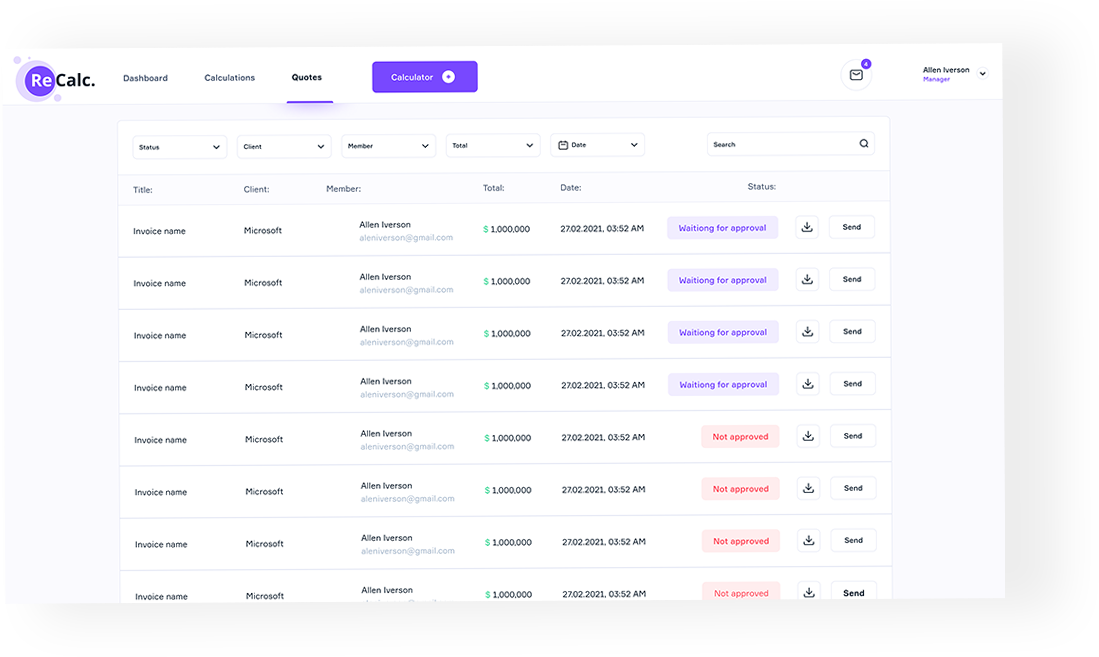 ReCalc.
Dashboard Calculations Quotes Calculator
4
Allen Iverson
Manager
Status Client Member Total Date Search
Title: Client: Member: Total: Date: Status:
Invoice name Microsoft Allen Iverson $ 1,000,000 27.02.2021, 03:52 AM Waitiong for approval Send
aleniverson@gmail.com
Invoice name Microsoft Allen Iverson $ 1,000,000 27.02.2021, 03:52 AM Waitiong for approval Send
aleniverson@gmail.com
Invoice name Microsoft Allen Iverson $ 1,000,000 27.02.2021, 03:52 AM Waitiong for approval Send
aleniverson@gmail.com
Invoice name Microsoft Allen Iverson $ 1,000,000 27.02.2021, 03:52 AM Waitiong for approval Send
aleniverson@gmail.com
Invoice name Microsoft Allen Iverson $ 1,000,000 27.02.2021, 03:52 AM Not approved Send
aleniverson@gmail.com
Invoice name Microsoft Allen Iverson $ 1,000,000 27.02.2021, 03:52 AM Not approved Send
aleniverson@gmail.com
Invoice name Microsoft Allen Iverson $ 1,000,000 27.02.2021, 03:52 AM Not approved Send
aleniverson@gmail.com
Invoice name Microsoft Allen Iverson $ 1,000,000 27.02.2021, 03:52 AM Not approved Send